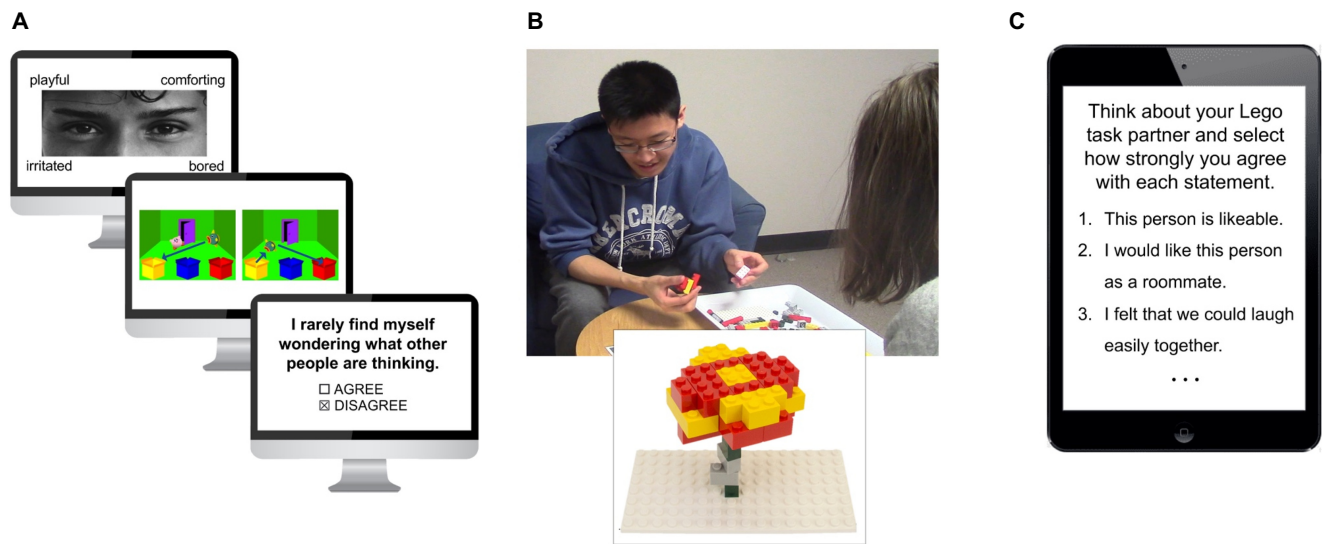 A
playful comforting
irritated bored
I rarely find myself
wondering what other
people are thinking.
☐ AGREE
☒ DISAGREE
B
C
Think about your Lego
task partner and select
how strongly you agree
with each statement.
1. This person is likeable.
2. I would like this person
as a roommate.
3. I felt that we could laugh
easily together.
...